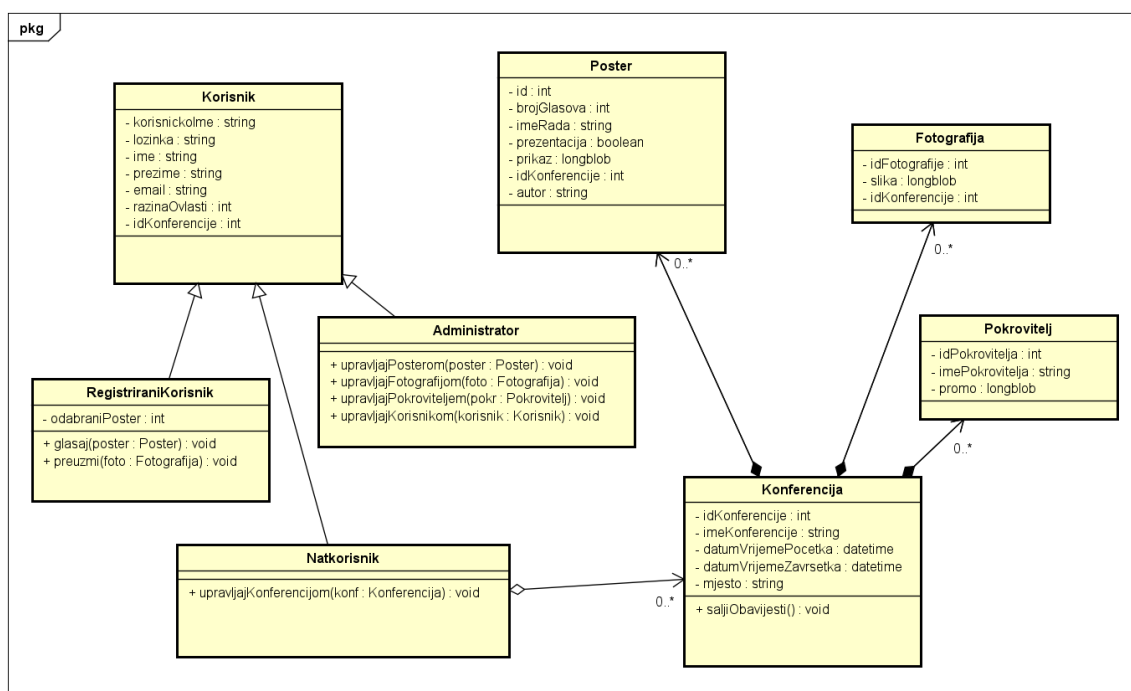 pkg
Korisnik
- korisnickoIme : string
- lozinka : string
- ime : string
- prezime : string
- email : string
- razinaOvlasti : int
- idKonferencije : int
Poster
- id : int
- brojGlasova : int
- imeRada : string
- prezentacija : boolean
- prikaz : longblob
- idKonferencije : int
- autor : string
0..*
Fotografija
- idFotografije : int
- slika : longblob
- idKonferencije : int
0..*
Administrator
+ upravljajPosterom(poster : Poster) : void
+ upravljajFotografijom(foto : Fotografija) : void
+ upravljajPokroviteljem(pokr : Pokrovitelj) : void
+ upravljajKorisnikom(korisnik : Korisnik) : void
Pokrovitelj
- idPokrovitelja : int
- imePokrovitelja : string
- promo : longblob
0..*
RegistriraniKorisnik
- odabraniPoster : int
+ glasaj(poster : Poster) : void
+ preuzmi(foto : Fotografija) : void
Natkorisnik
+ upravljajKonferencijom(konf : Konferencija) : void
0..*
Konferencija
- idKonferencije : int
- imeKonferencije : string
- datumVrijemePocetka : datetime
- datumVrijemeZavrsetka : datetime
- mjesto : string
+ saljiObavijesti() : void